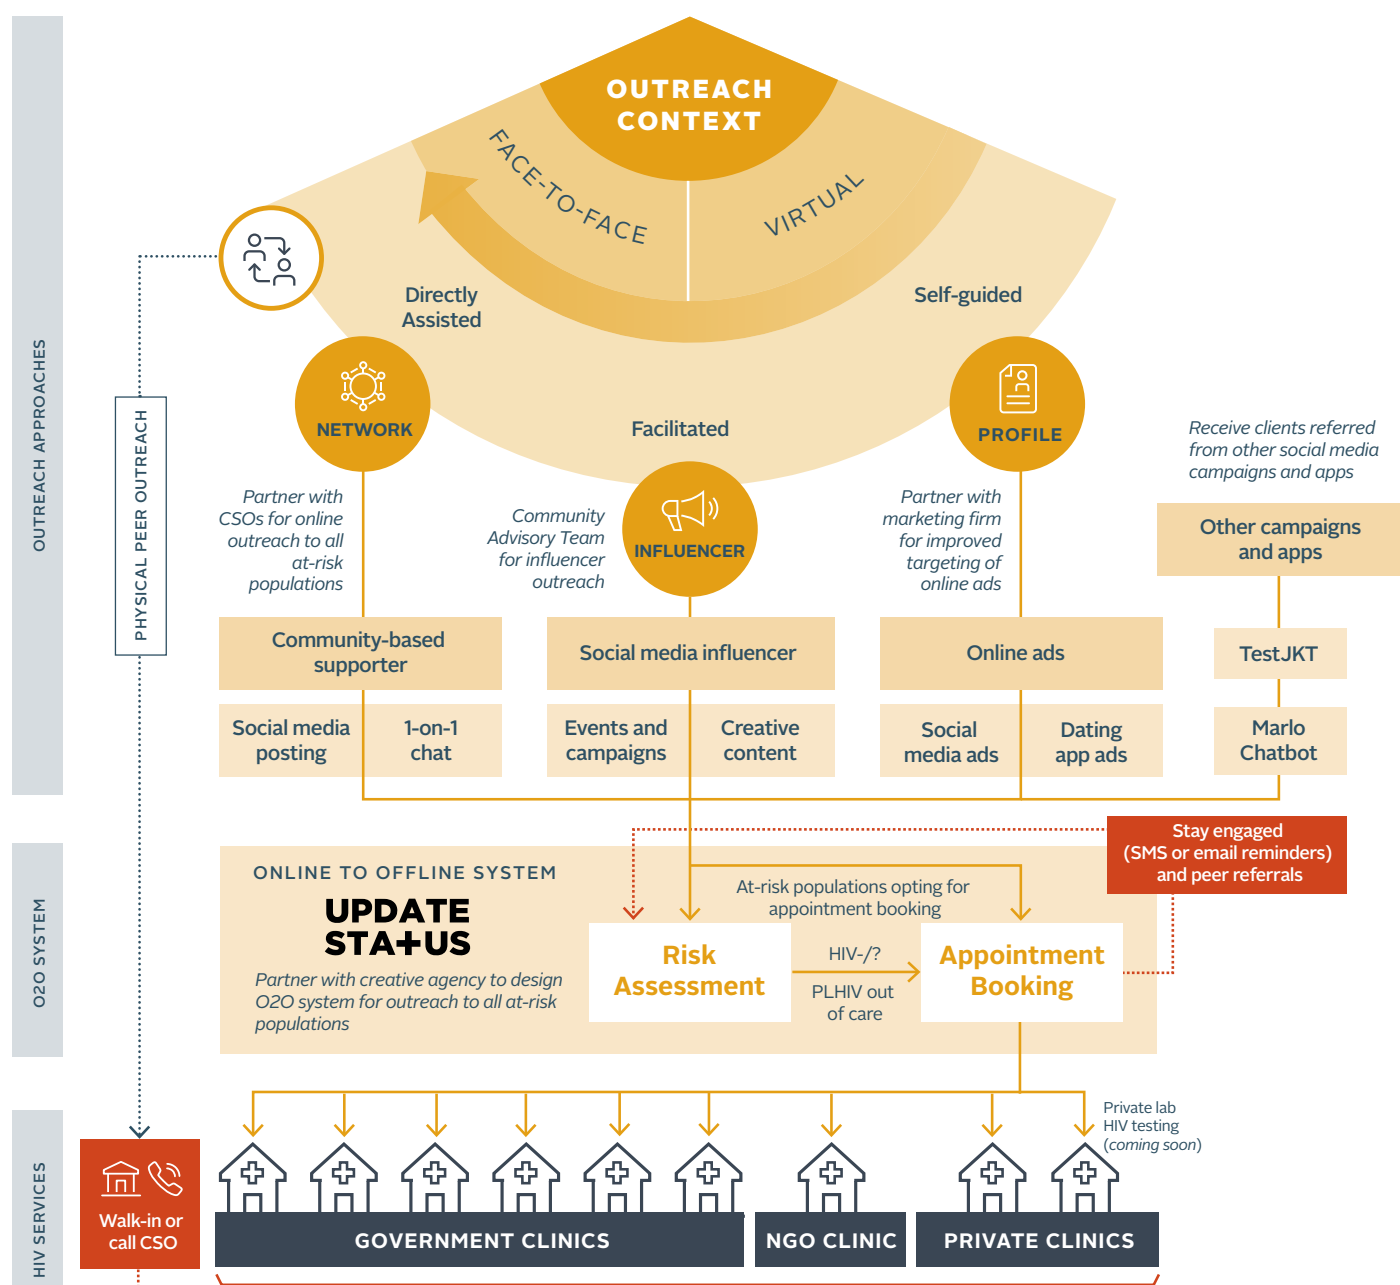 OUTREACH
CONTEXT
FACE-TO-FACE
VIRTUAL
Directly
Assisted
Self-guided
Facilitated
OUTREACH APPROACHES
PHYSICAL PEER OUTREACH
NETWORK
INFLUENCER
PROFILE
Partner with
CSOs for online
outreach to all
at-risk
populations
Community
Advisory Team
for influencer
outreach
Partner with
marketing firm
for improved
targeting of
online ads
Receive clients referred
from other social media
campaigns and apps
Other campaigns
and apps
Community-based
supporter
Social media influencer
Online ads
TestJKT
Social media
posting
1-on-1
chat
Events and
campaigns
Creative
content
Social
media ads
Dating
app ads
Marlo
Chatbot
Stay engaged
(SMS or email reminders)
and peer referrals
O2O SYSTEM
ONLINE TO OFFLINE SYSTEM
UPDATE
STA+US
Partner with creative agency to design
O2O system for outreach to all at-risk
populations
At-risk populations opting for
appointment booking
Risk
Assessment
HIV-/?
PLHIV out
of care
Appointment
Booking
HIV SERVICES
Private lab
HIV testing
(coming soon)
Walk-in or
call CSO
GOVERNMENT CLINICS
NGO CLINIC
PRIVATE CLINICS